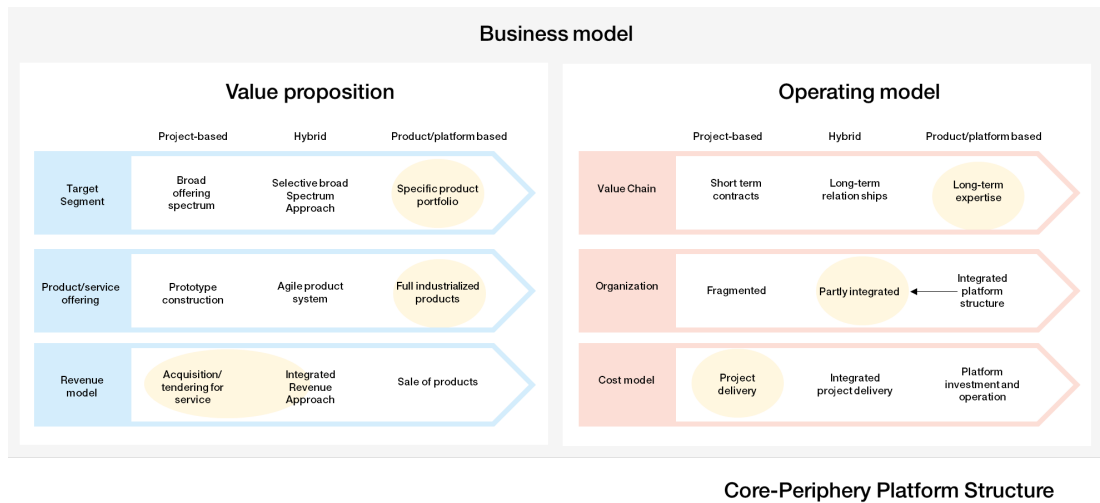 Business model
Value proposition
Project-based
Hybrid
Product/platform based
Target
Segment
Broad
offering
spectrum
Selective broad
Spectrum
Approach
Specific product
portfolio
Product/service
offering
Prototype
construction
Agile product
system
Full industrialized
products
Revenue
model
Acquisition/
tendering for
service
Integrated
Revenue
Approach
Sale of products
Operating model
Project-based
Hybrid
Product/platform based
Value Chain
Short term
contracts
Long-term
relation ships
Long-term
expertise
Organization
Fragmented
Partly integrated
Integrated
platform
structure
Cost model
Project
delivery
Integrated
project delivery
Platform
investment and
operation
Core-Periphery Platform Structure